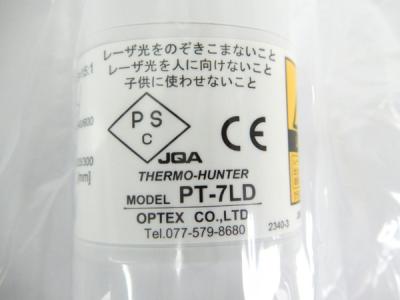 レーザ光をのぞきこまないこと
レーザ光を人に向けないこと
子供に使わせないこと
PS
C
JQA
CE
THERMO-HUNTER
MODEL PT-7LD
OPTEX CO.,LTD
Tel.077-579-8680
2340-3
[mm]